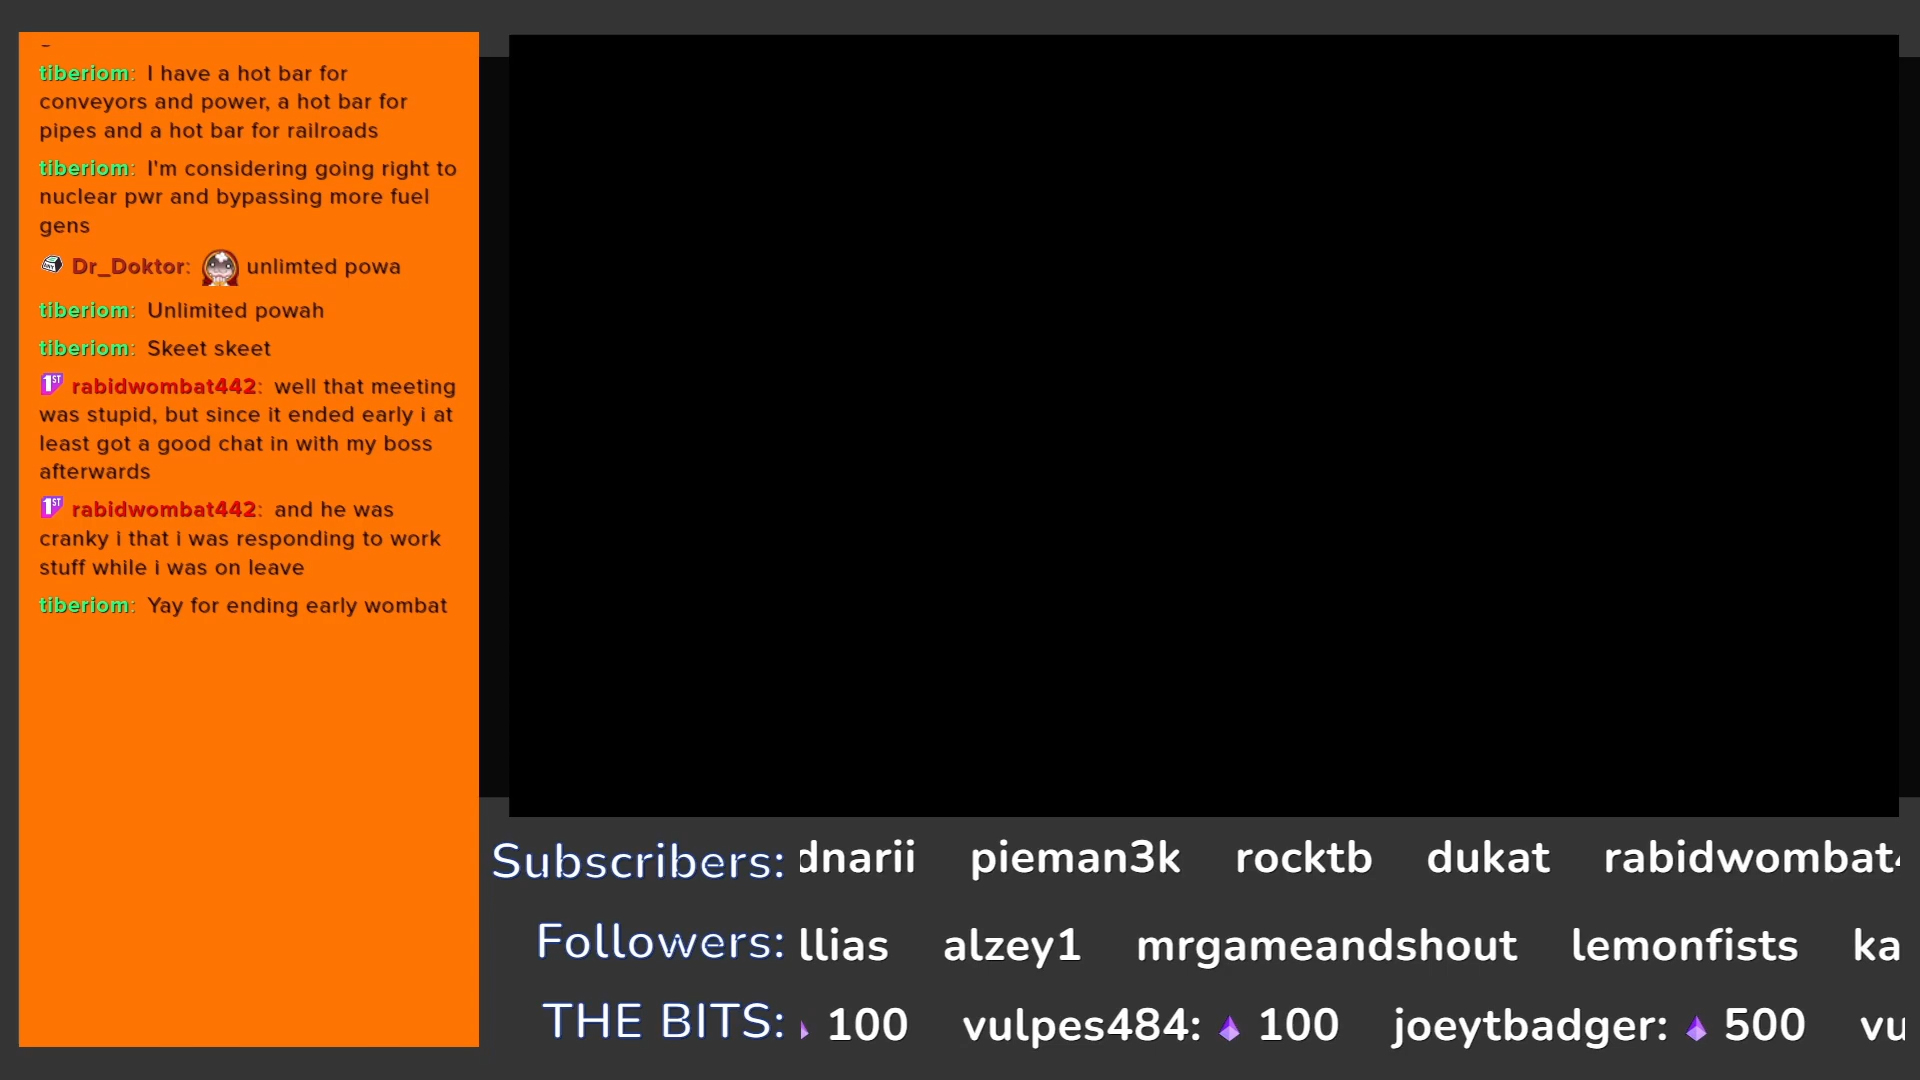 tiberiom: I have a hot bar for
conveyors and power, a hot bar for
pipes and a hot bar for railroads
tiberiom: I'm considering going right to
nuclear pwr and bypassing more fuel
gens
Dr_Doktor: unlimted powa
tiberiom: Unlimited powah
tiberiom: Skeet skeet
1ST rabidwombat442: well that meeting
was stupid, but since it ended early i at
least got a good chat in with my boss
afterwards
1ST rabidwombat442: and he was
cranky i that i was responding to work
stuff while i was on leave
tiberiom: Yay for ending early wombat
Subscribers: dnarii pieman3k rocktb dukat rabidwombat
Followers: llias alzey1 mrgameandshout lemonfists ka
THE BITS: 100 vulpes484: 100 joeytbadger: 500 vu